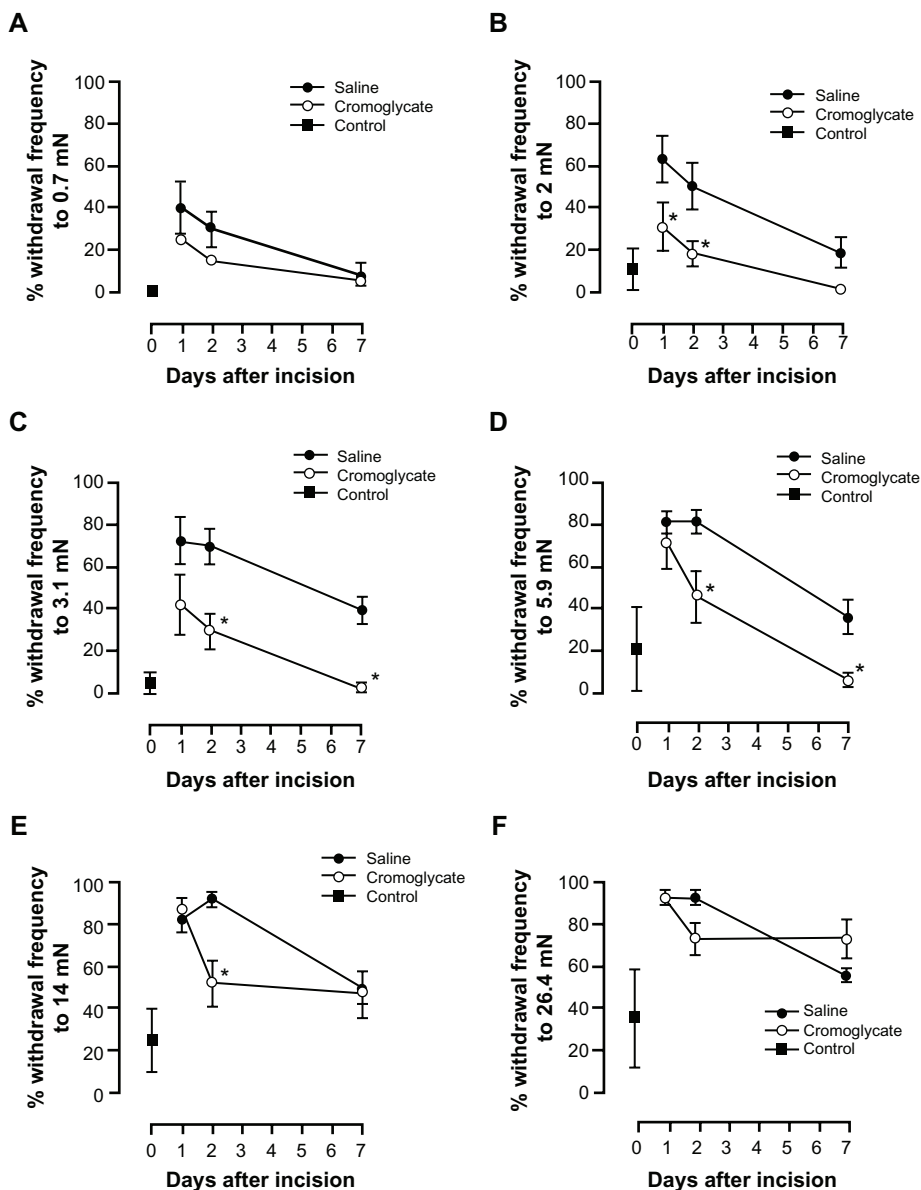 A
% withdrawal frequency
to 0.7 mN
100
80
60
40
20
0
Saline
Cromoglycate
Control
0 1 2 3 4 5 6 7
Days after incision
B
% withdrawal frequency
to 2 mN
100
80
60
40
20
0
Saline
Cromoglycate
Control
*
*
0 1 2 3 4 5 6 7
Days after incision
C
% withdrawal frequency
to 3.1 mN
100
80
60
40
20
0
Saline
Cromoglycate
Control
*
*
0 1 2 3 4 5 6 7
Days after incision
D
% withdrawal frequency
to 5.9 mN
100
80
60
40
20
0
Saline
Cromoglycate
Control
*
*
0 1 2 3 4 5 6 7
Days after incision
E
% withdrawal frequency
to 14 mN
100
80
60
40
20
0
Saline
Cromoglycate
Control
*
0 1 2 3 4 5 6 7
Days after incision
F
% withdrawal frequency
to 26.4 mN
100
80
60
40
20
0
Saline
Cromoglycate
Control
0 1 2 3 4 5 6 7
Days after incision